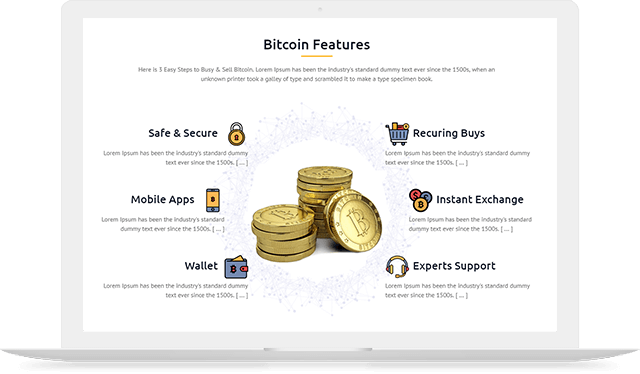 Bitcoin Features
Here is 3 Easy Steps to Busy & Sell Bitcoin. Lorem Ipsum has been the industry's standard dummy text ever since the 1500s, when an
unknown printer took a galley of type and scrambled it to make a type specimen book.
Safe & Secure
Lorem Ipsum has been the industry's standard dummy
text ever since the 1500s. [ ... ]
Mobile Apps
Lorem Ipsum has been the industry's standard
dummy text ever since the 1500s. [ ... ]
Wallet
Lorem Ipsum has been the industry's standard dummy
text ever since the 1500s. [ ... ]
Recuring Buys
Lorem Ipsum has been the industry's standard dummy
text ever since the 1500s. [ ... ]
Instant Exchange
Lorem Ipsum has been the industry's standard
dummy text ever since the 1500s. [ ... ]
Experts Support
Lorem Ipsum has been the industry's standard dummy
text ever since the 1500s. [ ... ]